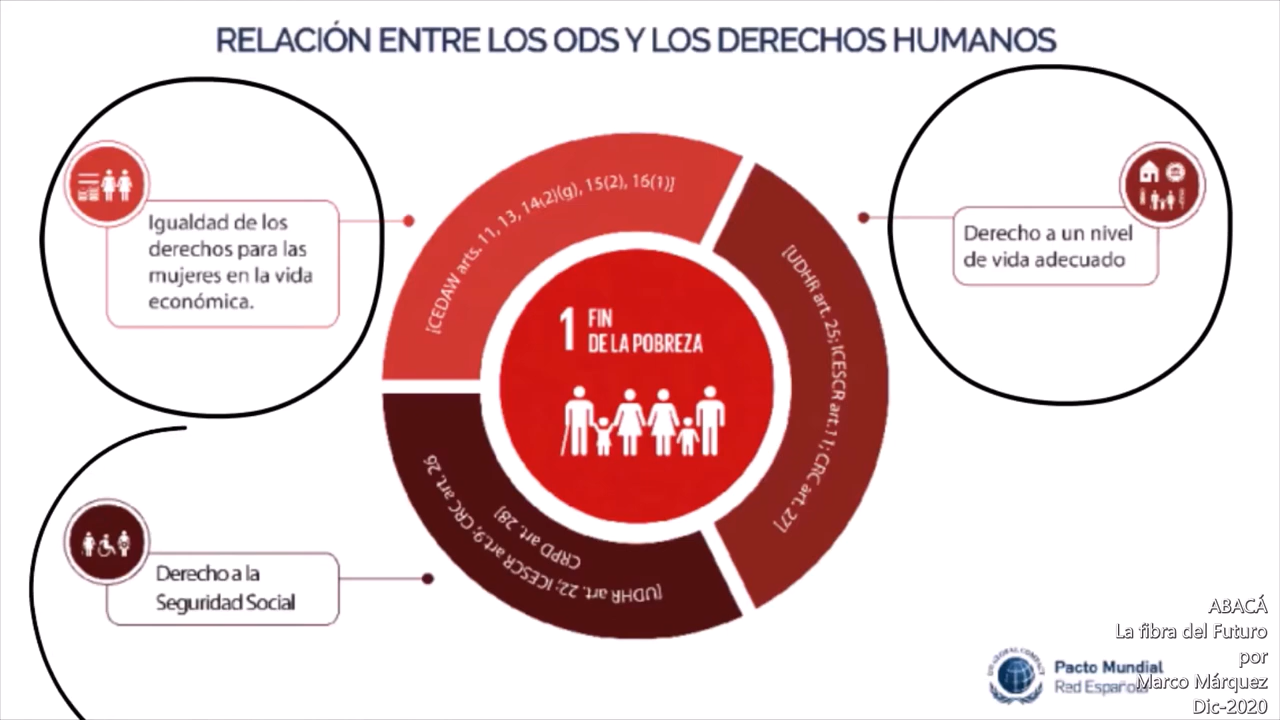 RELACIÓN ENTRE LOS ODS Y LOS DERECHOS HUMANOS
Igualdad de los
derechos para las
mujeres en la vida
económica.
[CEDAW arts. 11, 13, 14(2)(g), 15(2), 16(1)]
Derecho a un nivel
de vida adecuado
[UDHR art. 25; ICESCR art.11; CRC art. 27]
1 FIN
DE LA POBREZA
Derecho a la
Seguridad Social
[UDHR art. 22; ICESCR art.9; CRC art. 26
CRPD art. 28]
ABACÁ
La fibra del Futuro
por
Marco Márquez
Dic-2020
UN GLOBAL COMPACT
Pacto Mundial
Red Española